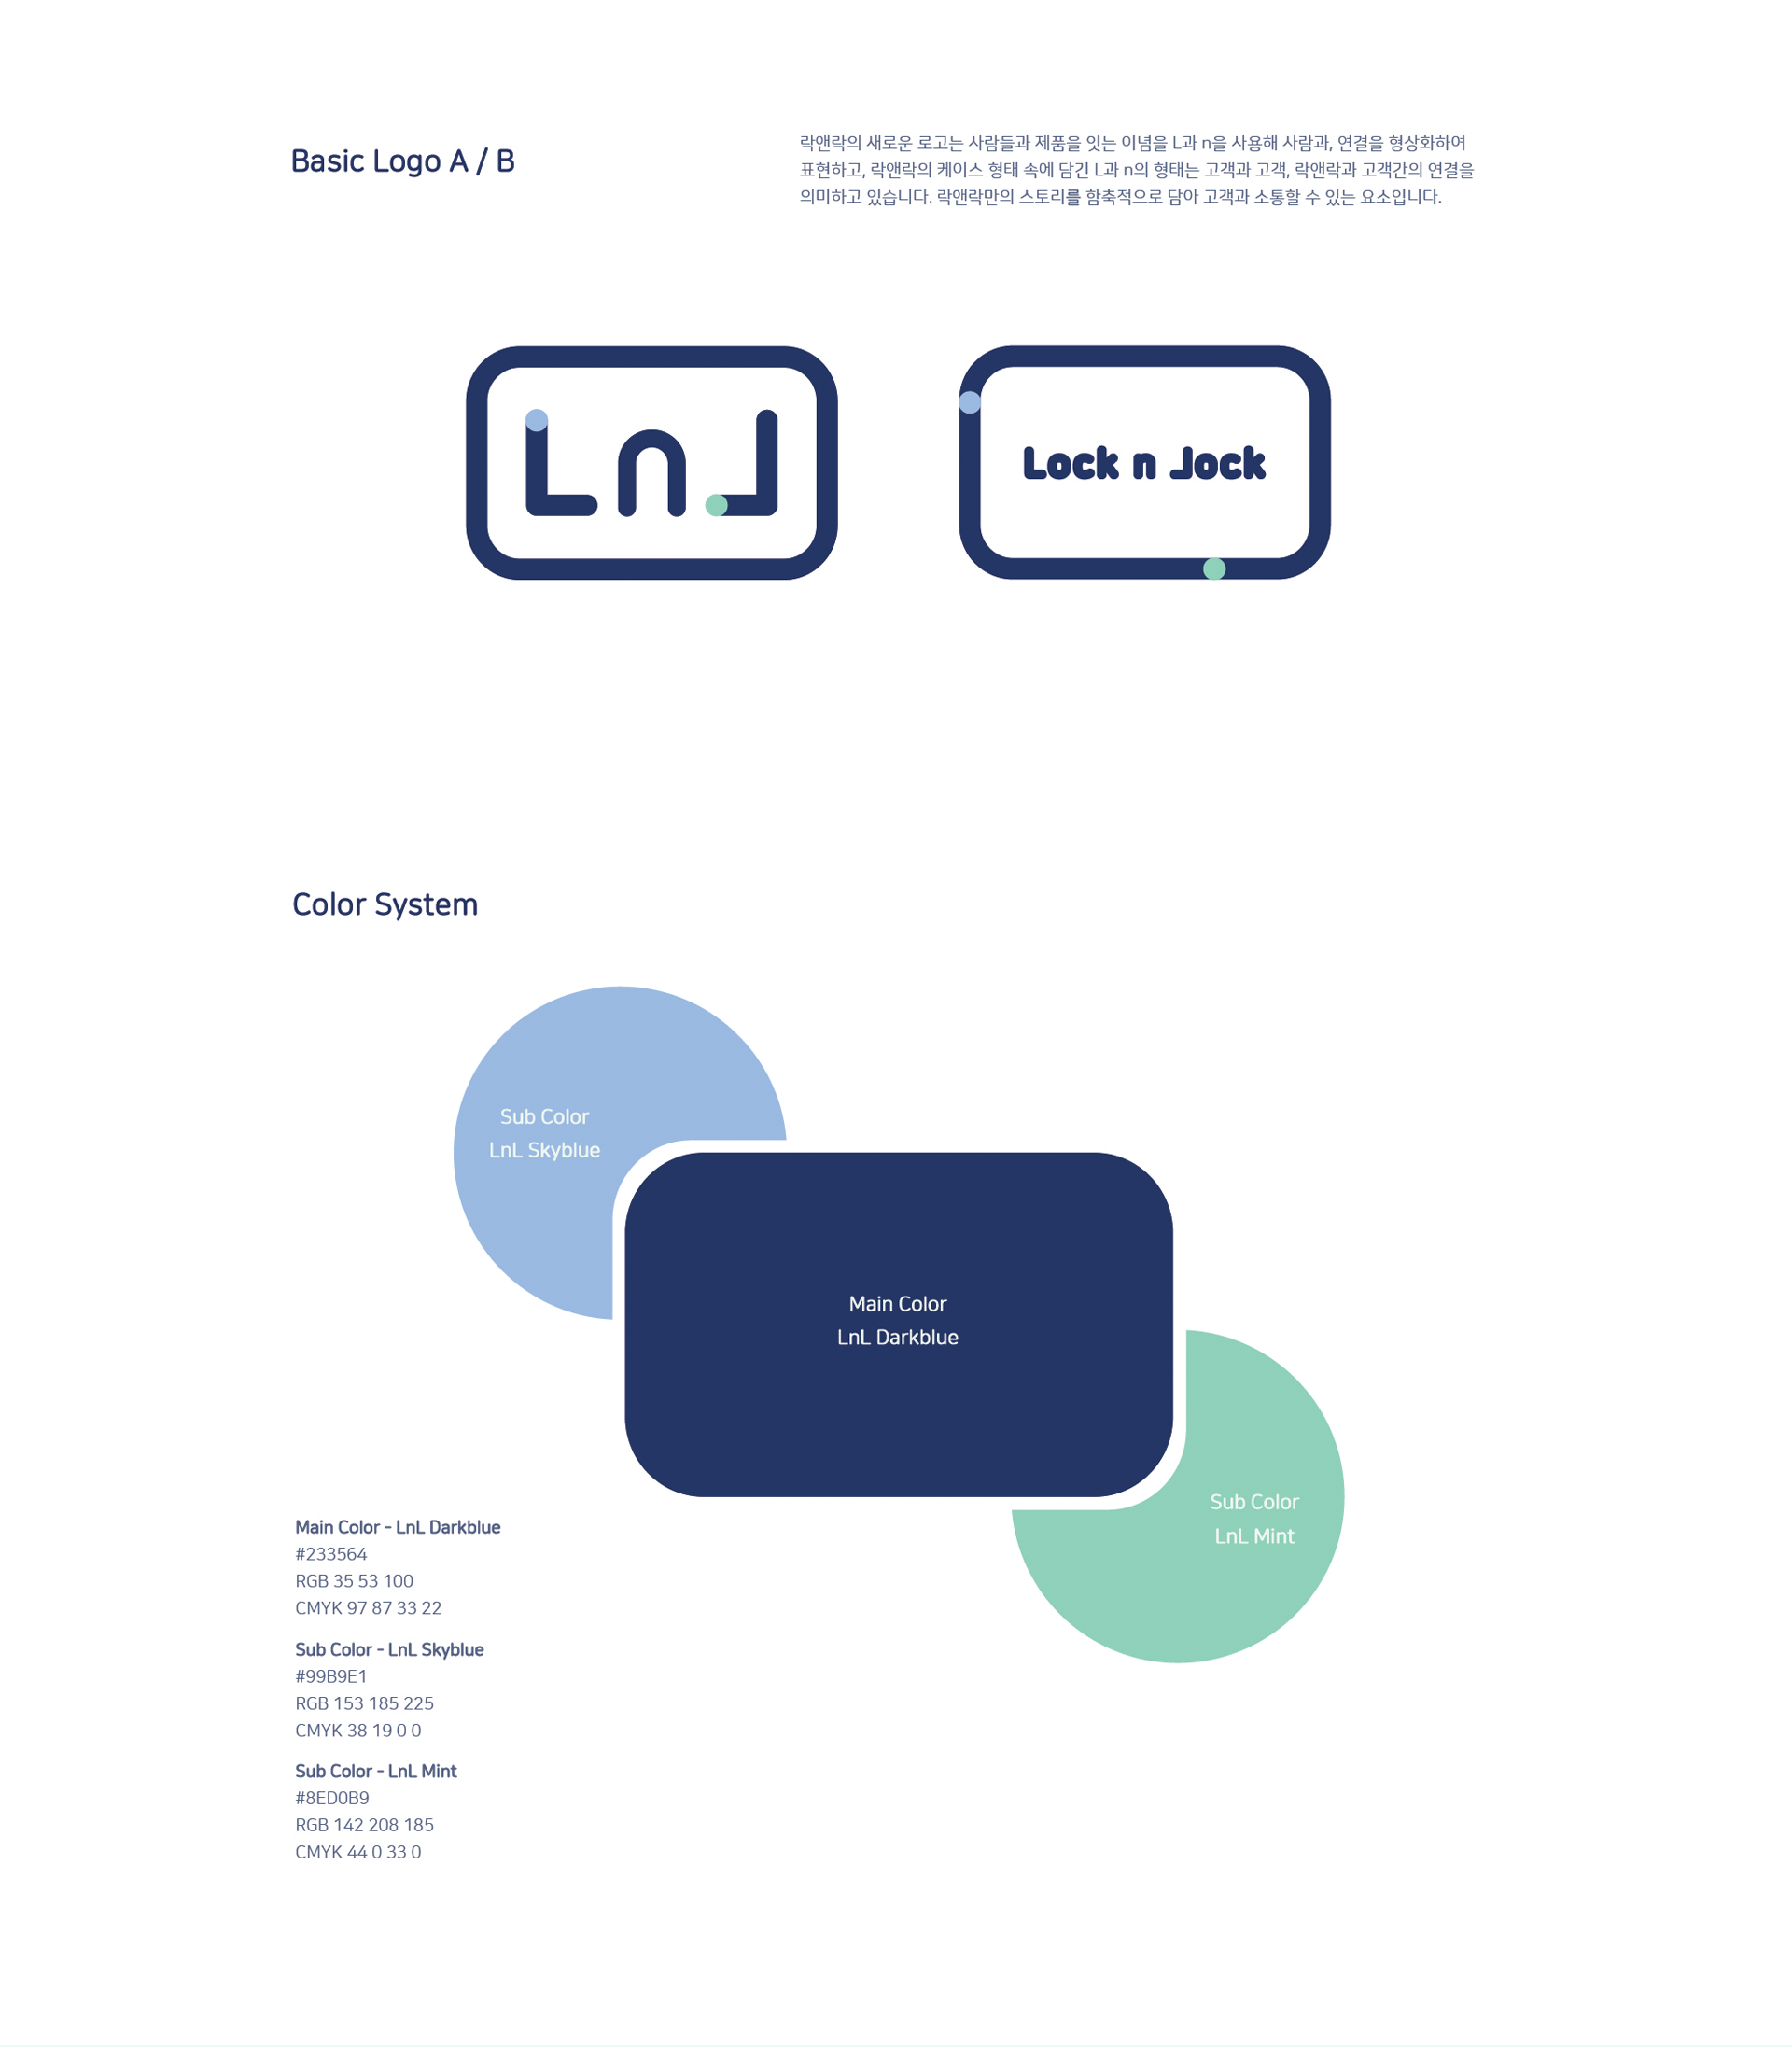 Basic Logo A / B
락앤락의 새로운 로고는 사람들과 제품을 잇는 이념을 L과 n을 사용해 사람과, 연결을 형상화하여
표현하고, 락앤락의 케이스 형태 속에 담긴 L과 n의 형태는 고객과 고객, 락앤락과 고객간의 연결을
의미하고 있습니다. 락앤락만의 스토리를 함축적으로 담아 고객과 소통할 수 있는 요소입니다.
LnL
Lock n Lock
Color System
Sub Color
LnL Skyblue
Main Color
LnL Darkblue
Sub Color
LnL Mint
Main Color - LnL Darkblue
#233564
RGB 35 53 100
CMYK 97 87 33 22
Sub Color - LnL Skyblue
#99B9E1
RGB 153 185 225
CMYK 38 19 0 0
Sub Color - LnL Mint
#8ED0B9
RGB 142 208 185
CMYK 44 0 33 0